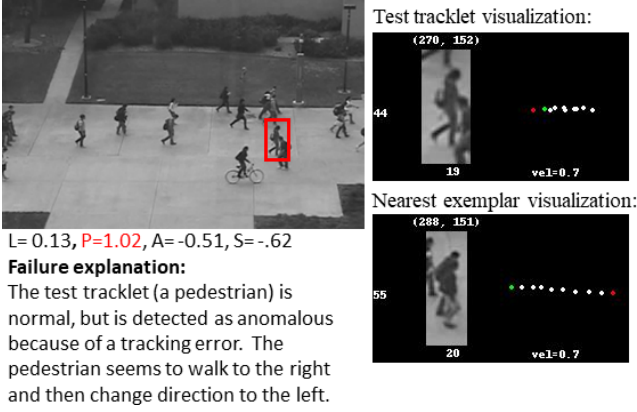 Test tracklet visualization:
(270, 152)
44
19
vel=0.7
Nearest exemplar visualization:
(288, 151)
55
20
vel=0.7
L= 0.13, P=1.02, A= -0.51, S= -.62
Failure explanation:
The test tracklet (a pedestrian) is
normal, but is detected as anomalous
because of a tracking error.  The
pedestrian seems to walk to the right
and then change direction to the left.